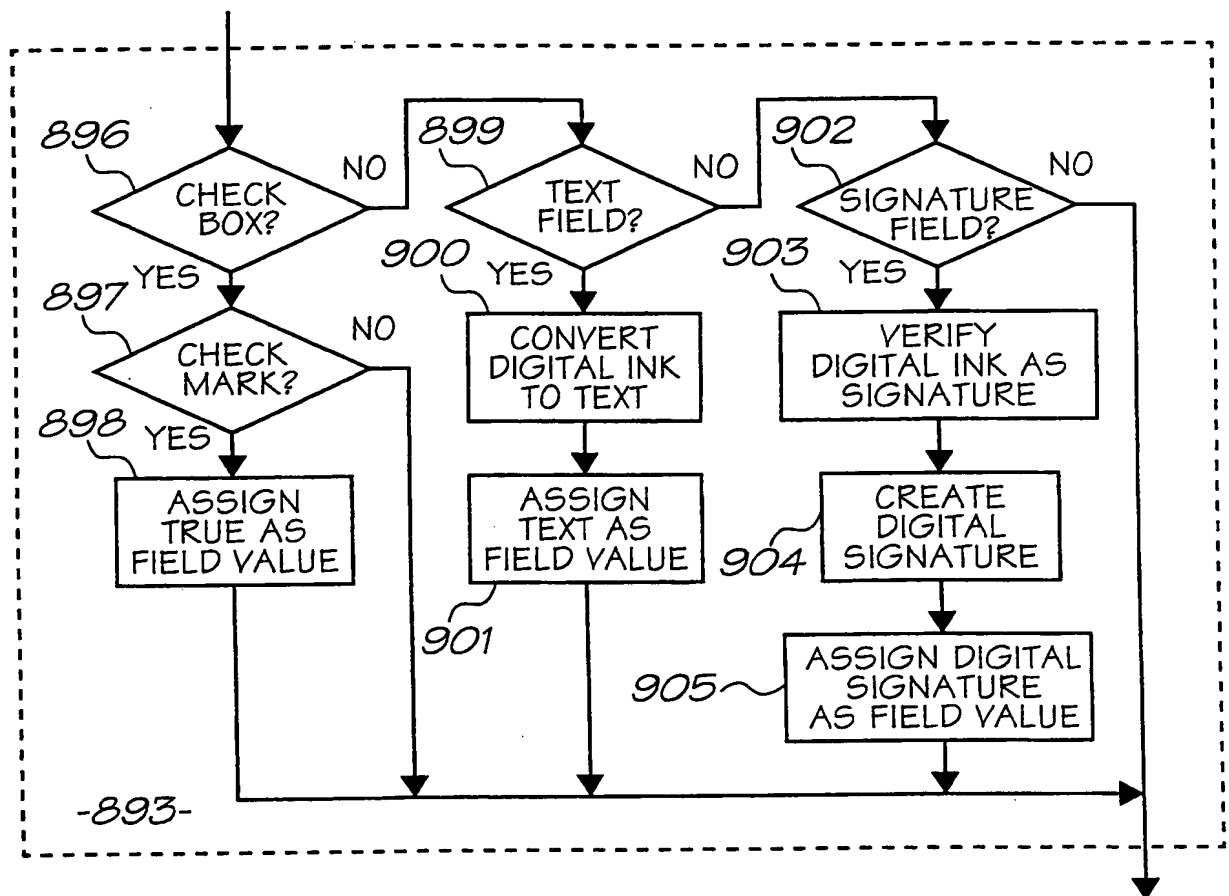 896
CHECK
BOX?
NO
YES
897
CHECK
MARK?
NO
YES
898
ASSIGN
TRUE AS
FIELD VALUE
899
TEXT
FIELD?
NO
YES
900
CONVERT
DIGITAL INK
TO TEXT
ASSIGN
TEXT AS
FIELD VALUE
901
902
SIGNATURE
FIELD?
NO
YES
903
VERIFY
DIGITAL INK AS
SIGNATURE
CREATE
DIGITAL
SIGNATURE
904
ASSIGN DIGITAL
SIGNATURE
AS FIELD VALUE
905
-893-